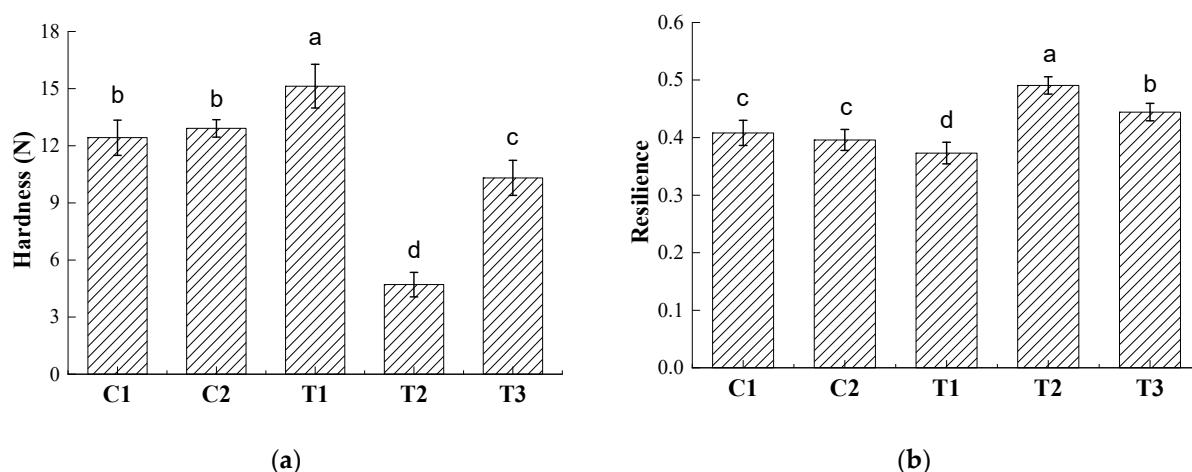 Hardness (N)
18
15
12
9
6
3
0
b
b
a
d
c
C1 C2 T1 T2 T3
(a)
Resilience
0.6
0.5
0.4
0.3
0.2
0.1
0.0
c
c
d
a
b
C1 C2 T1 T2 T3
(b)